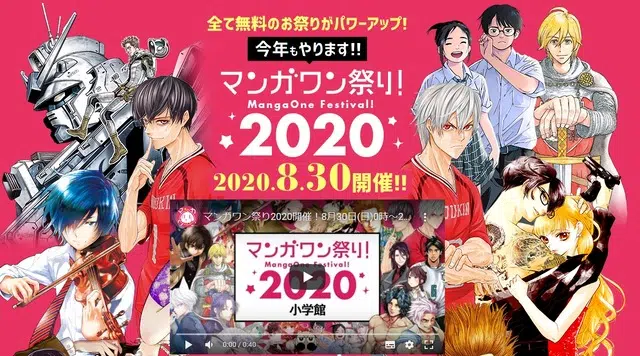 全て無料のお祭りがパワーアップ!
今年もやります!!
マンガワン祭り!
MangaOne Festival!
2020
2020.8.30開催!!
マンガワン祭り2020開催！8月30日(日)0時〜2...
マンガワン祭り!
MangaOne Festival!
2020
小学館
0:00 / 0:40